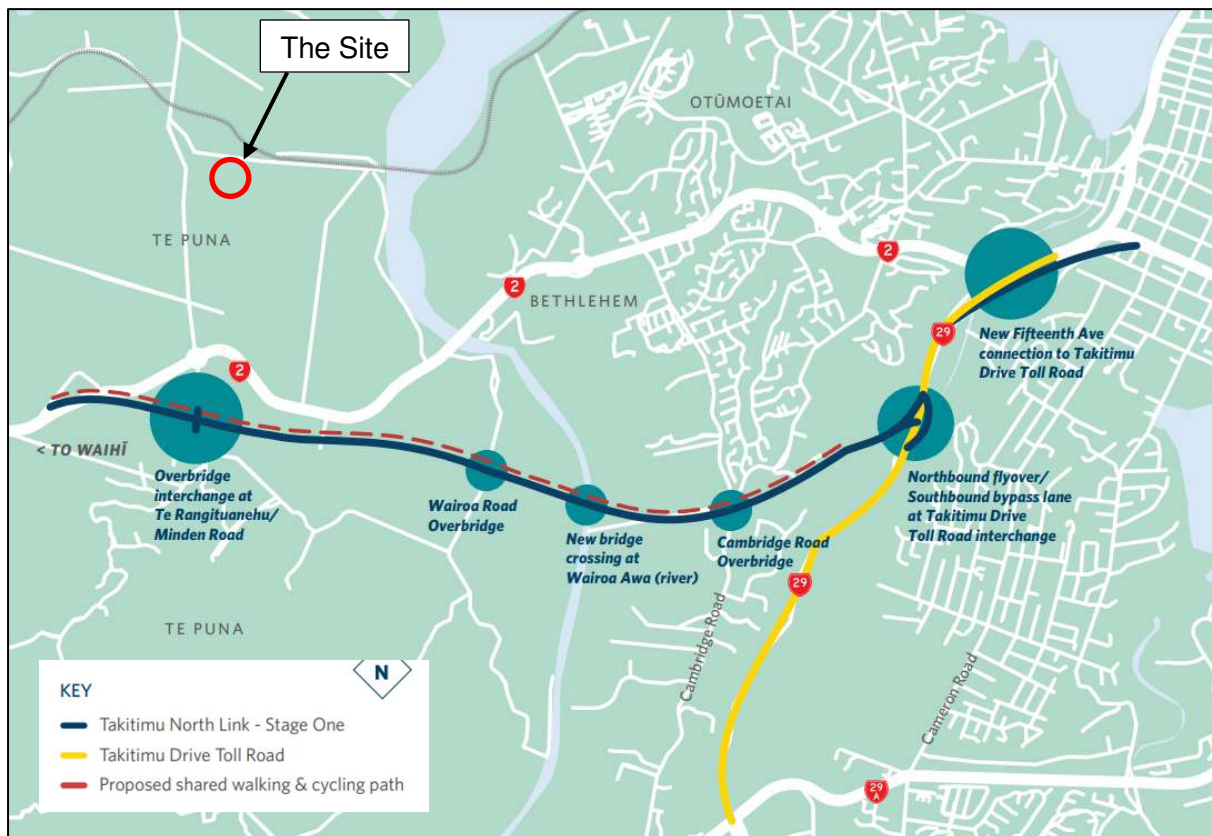 The Site
OTŪMOETAI
TE PUNA
2
2
BETHLEHEM
29
New Fifteenth Ave
connection to Takitimu
Drive Toll Road
2
< TO WAIHĪ
Overbridge
interchange at
Te Rangituanehu/
Minden Road
Wairoa Road
Overbridge
New bridge
crossing at
Wairoa Awa (river)
Cambridge Road
Overbridge
Northbound flyover/
Southbound bypass lane
at Takitimu Drive
Toll Road interchange
29
TE PUNA
Cambridge Road
Cameron Road
N
KEY
Takitimu North Link - Stage One
Takitimu Drive Toll Road
Proposed shared walking & cycling path
29
A